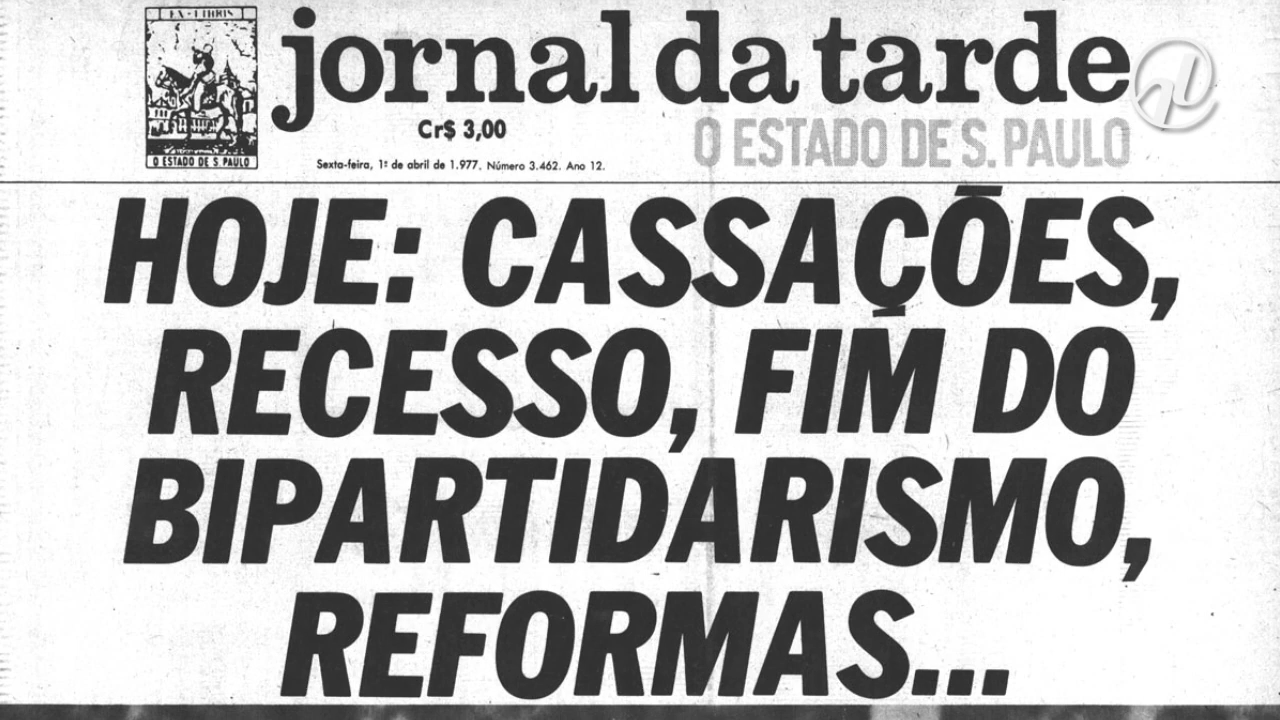 EX-LIBRIS
O ESTADO DE S. PAULO
jornal da tarde
Cr$ 3,00
O ESTADO DE S. PAULO
Sexta-feira, 1º de abril de 1.977. Número 3.462. Ano 12.
HOJE: CASSAÇÕES,
RECESSO, FIM DO
BIPARTIDARISMO,
REFORMAS...